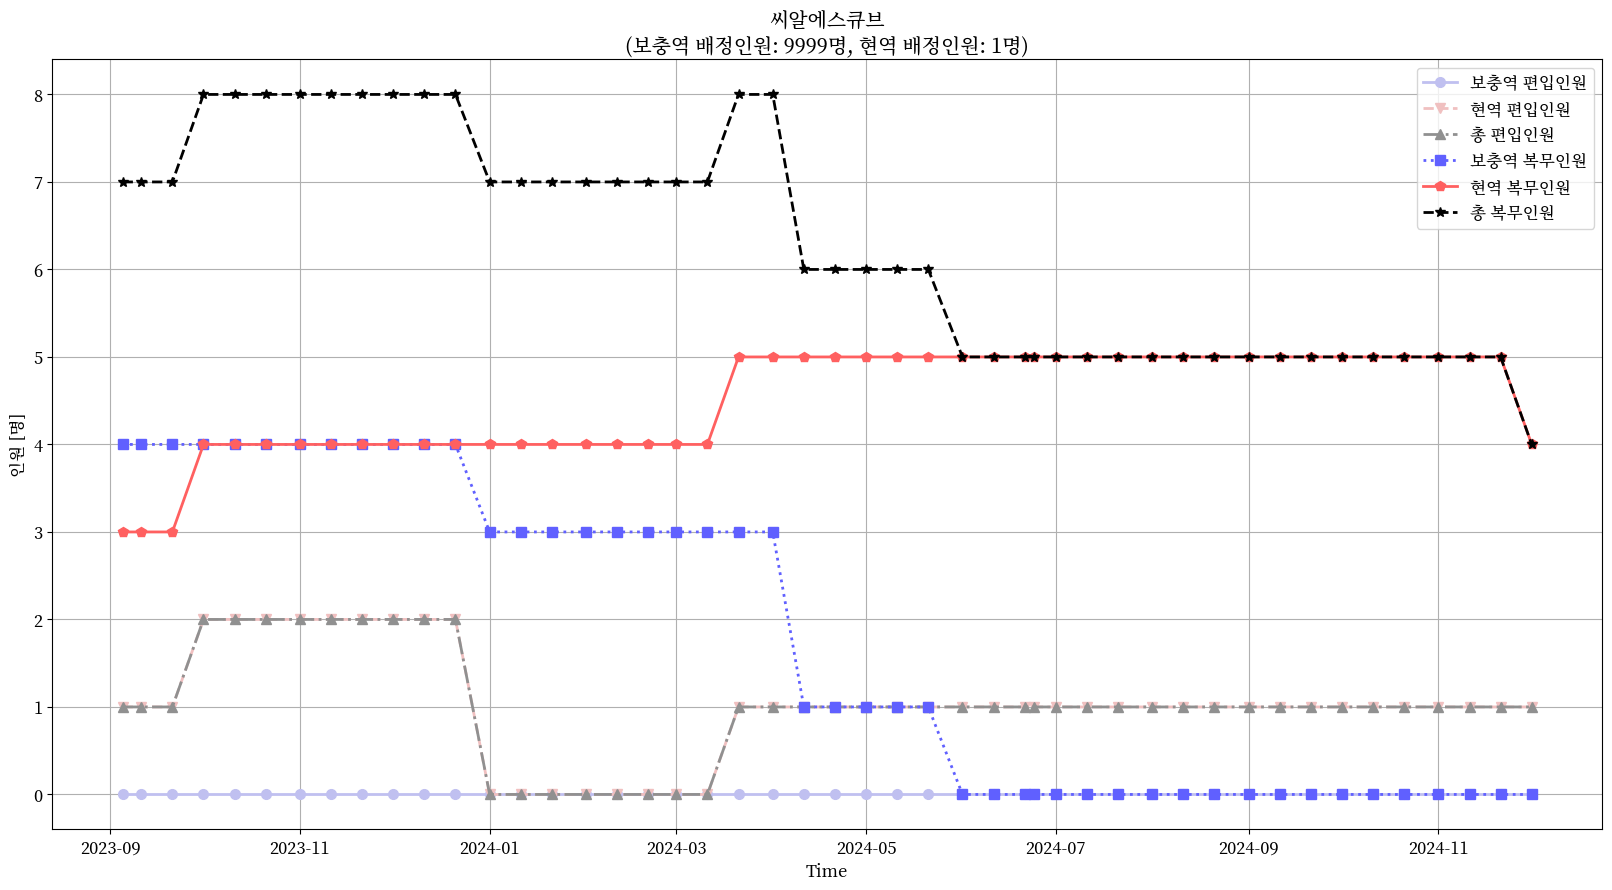 씨알에스큐브
(보충역 배정인원: 9999명, 현역 배정인원: 1명)
보충역 편입인원
현역 편입인원
총 편입인원
보충역 복무인원
현역 복무인원
총 복무인원
인원 [명]
8
7
6
5
4
3
2
1
0
2023-09
2023-11
2024-01
2024-03
2024-05
2024-07
2024-09
2024-11
Time